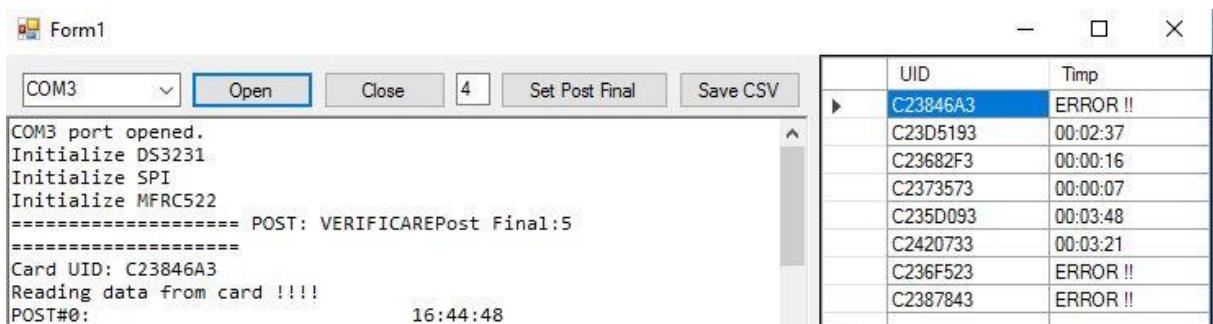 Form1
COM3 Open Close 4 Set Post Final Save CSV
COM3 port opened.
Initialize DS3231
Initialize SPI
Initialize MFRC522
===================== POST: VERIFICAREPost Final:5
=====================
Card UID: C23846A3
Reading data from card !!!!
POST#0: 16:44:48
UID Timp
C23846A3 ERROR !!
C23D5193 00:02:37
C23682F3 00:00:16
C2373573 00:00:07
C235D093 00:03:48
C2420733 00:03:21
C236F523 ERROR !!
C2387843 ERROR !!